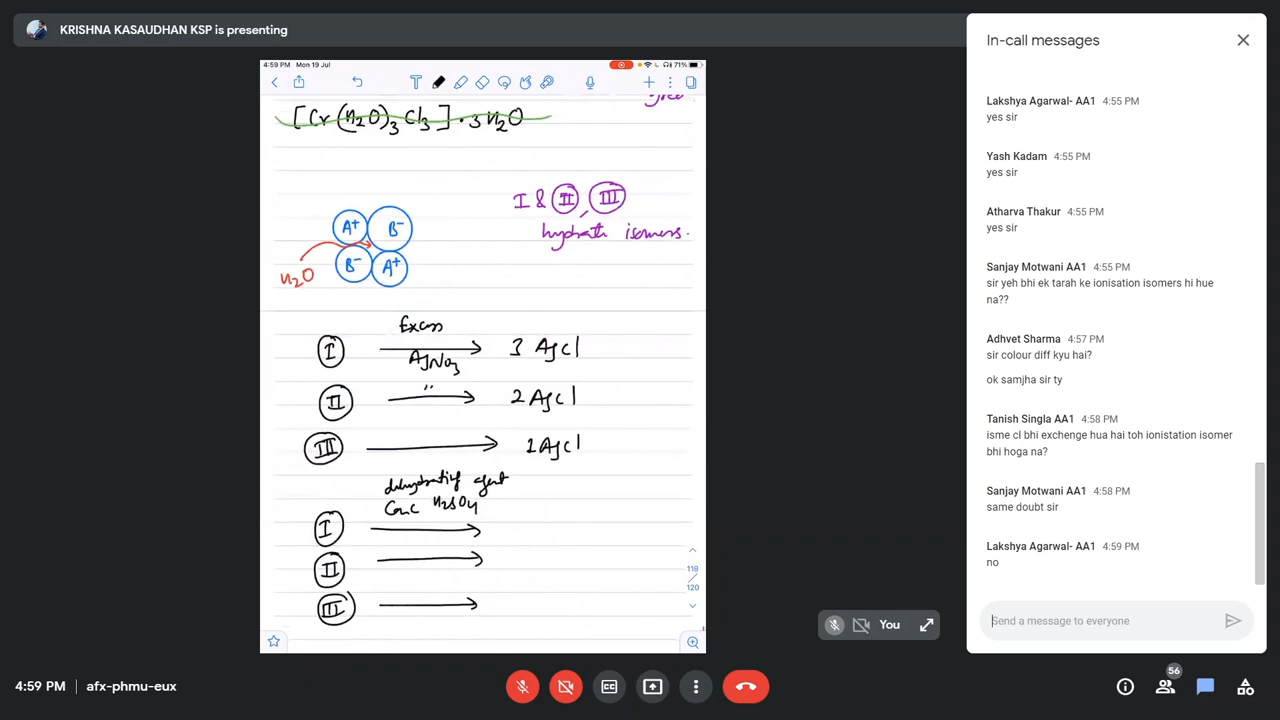 KRISHNA KASAUDHAN KSP is presenting
4:59 PM Mon 19 Jul
71%
[Cr(H2O)3Cl3]·3H2O
I & II, III
hydrate isomers.
A+ B-
B- A+
H2O
I Excess AgNO3 3 AgCl
II " 2 AgCl
III 1 AgCl
dehydrating agent
Conc H2SO4
I
II
III
118
120
You
4:59 PM | afx-phmu-eux
56
In-call messages
Lakshya Agarwal- AA1 4:55 PM
yes sir
Yash Kadam 4:55 PM
yes sir
Atharva Thakur 4:55 PM
yes sir
Sanjay Motwani AA1 4:55 PM
sir yeh bhi ek tarah ke ionisation isomers hi hue
na??
Adhvet Sharma 4:57 PM
sir colour diff kyu hai?
ok samjha sir ty
Tanish Singla AA1 4:58 PM
isme cl bhi exchenge hua hai toh ionistation isomer
bhi hoga na?
Sanjay Motwani AA1 4:58 PM
same doubt sir
Lakshya Agarwal- AA1 4:59 PM
no
Send a message to everyone